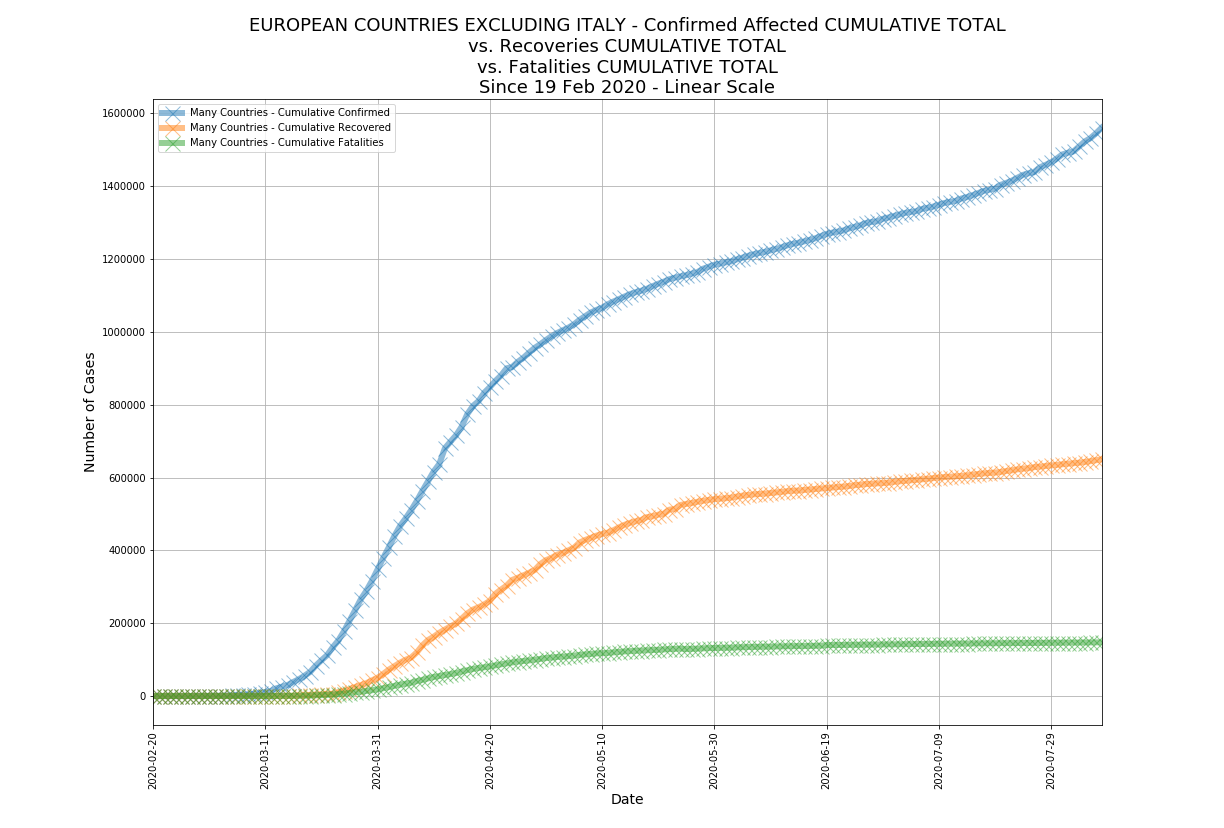 EUROPEAN COUNTRIES EXCLUDING ITALY - Confirmed Affected CUMULATIVE TOTAL
vs. Recoveries CUMULATIVE TOTAL
vs. Fatalities CUMULATIVE TOTAL
Since 19 Feb 2020 - Linear Scale
Many Countries - Cumulative Confirmed
Many Countries - Cumulative Recovered
Many Countries - Cumulative Fatalities
Number of Cases
1600000
1400000
1200000
1000000
800000
600000
400000
200000
0
2020-02-20
2020-03-11
2020-03-31
2020-04-20
2020-05-10
2020-05-30
2020-06-19
2020-07-09
2020-07-29
Date